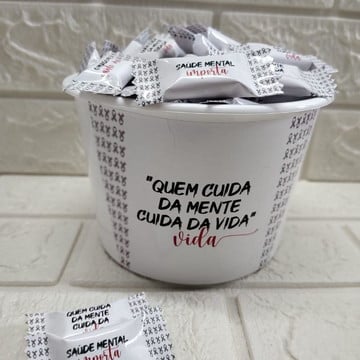 SAÚDE MENTAL
importa
"QUEM CUIDA
DA MENTE
CUIDA DA VIDA"
vida
QUEM CUIDA
DA MENTE
CUIDA DA
SAÚDE MENTAL
importa